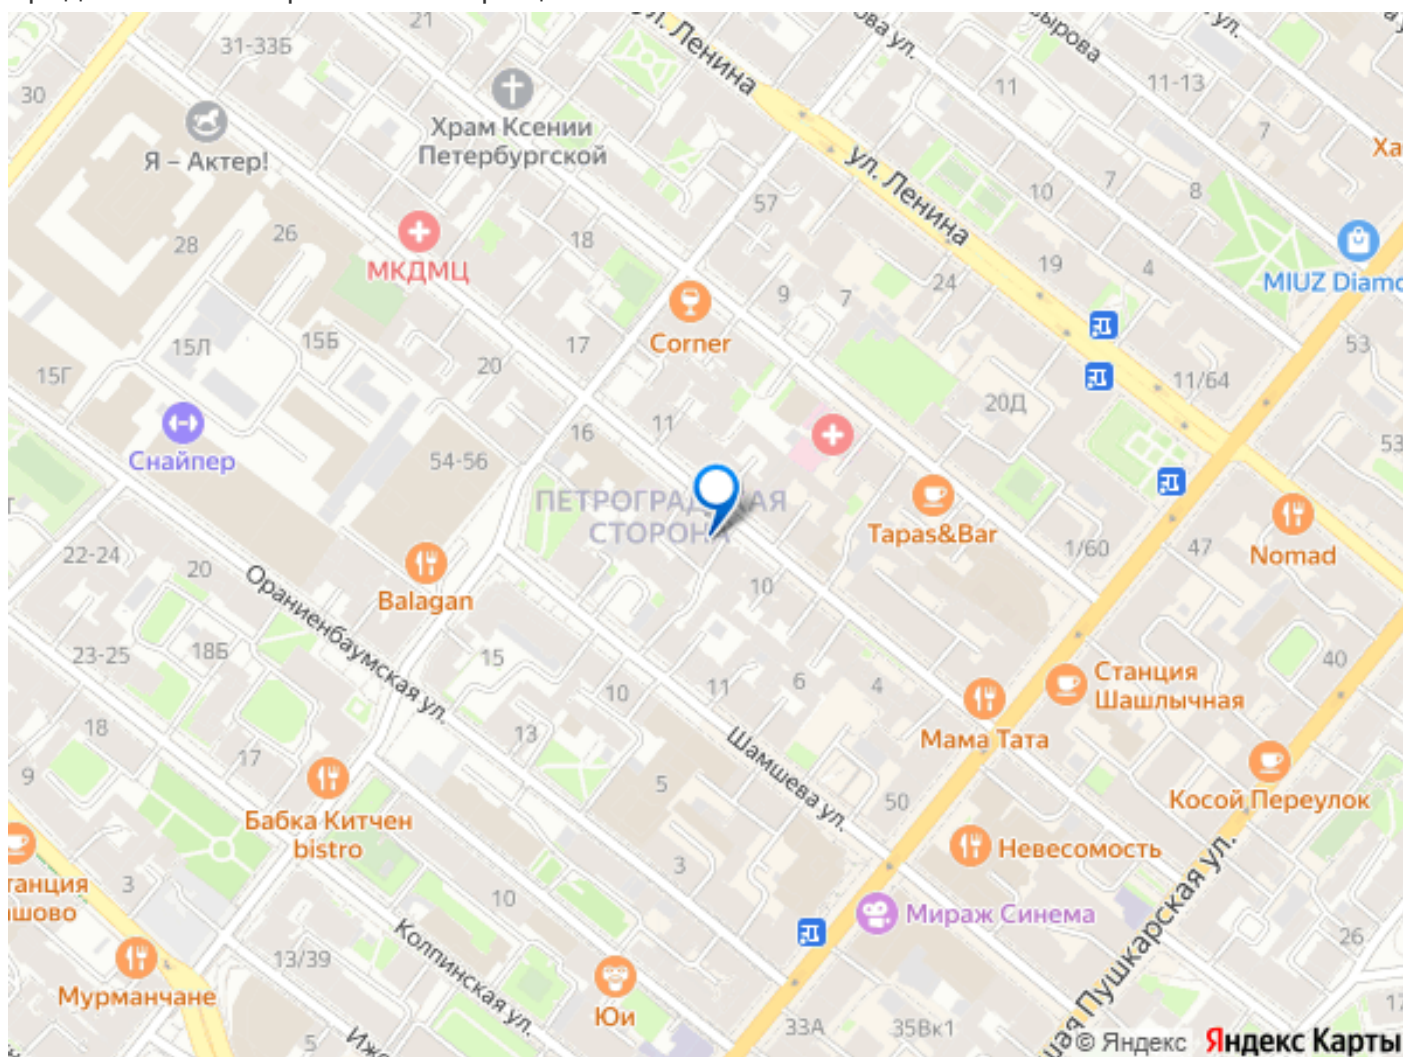 21
ул. Ленина
ова ул.
ырова
ул.
31-33Б
30
Я – Актер!
Храм Ксении
Петербургской
11
11-13
7
Ха
ул. Ленина
57
10
7
8
28
26
МКДМЦ
18
19
4
MIUZ Diamo
9
7
24
Corner
15Л
15Б
17
53
15Г
20
11/64
20Д
Снайпер
54-56
16
11
53
ПЕТРОГРАДСКАЯ
СТОРОНА
Tapas&Bar
1/60
47
Nomad
22-24
20
Balagan
10
Ораниенбаумская ул.
23-25
18Б
15
10
11
6
4
Станция
Шашлычная
40
Мама Тата
18
17
13
Шамшева ул.
9
5
50
Косой Переулок
Бабка Китчен
bistro
Невесомость
3
танция
ашово
3
10
Мираж Синема
ная Пушкарская ул.
26
Колпинская ул.
13/39
Мурманчане
Юи
5
Иже
33А
35Вк1
17
© Яндекс Яндекс Карты